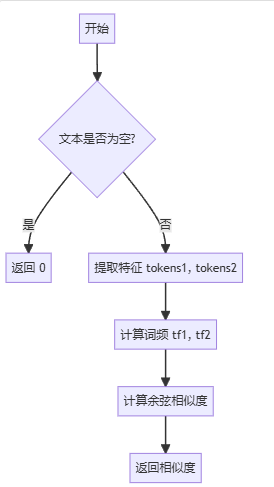 开始
文本是否为空?
是
否
返回 0
提取特征 tokens1，tokens2
计算词频 tf1，tf2
计算余弦相似度
返回相似度